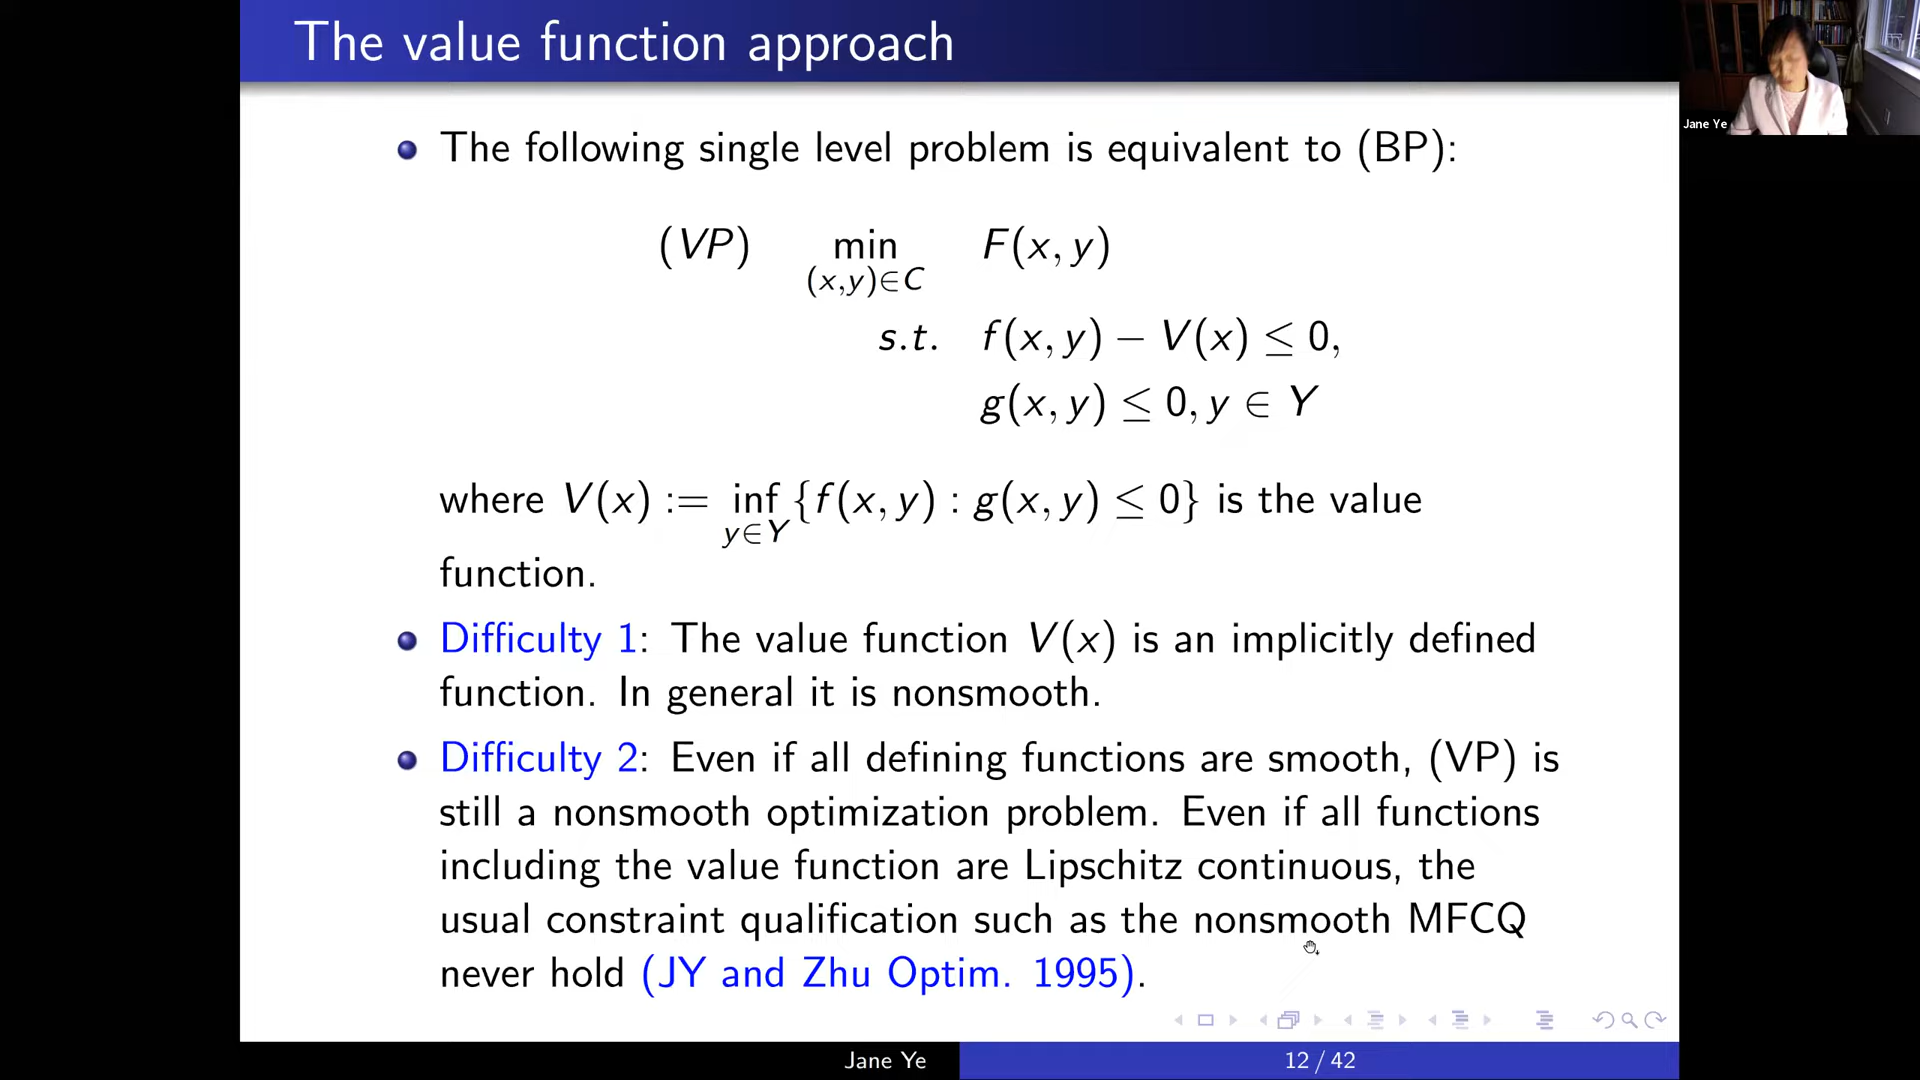 The value function approach
Jane Ye
The following single level problem is equivalent to (BP):
(VP) min F(x, y)
(x,y)∈C
s.t. f(x, y) − V(x) ≤ 0,
g(x, y) ≤ 0, y ∈ Y
where V(x) := inf {f(x, y) : g(x, y) ≤ 0} is the value
y∈Y
function.
Difficulty 1: The value function V(x) is an implicitly defined
function. In general it is nonsmooth.
Difficulty 2: Even if all defining functions are smooth, (VP) is
still a nonsmooth optimization problem. Even if all functions
including the value function are Lipschitz continuous, the
usual constraint qualification such as the nonsmooth MFCQ
never hold (JY and Zhu Optim. 1995).
Jane Ye 12 / 42